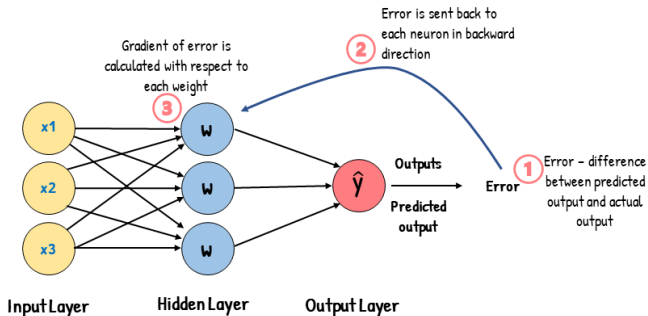 Error is sent back to
each neuron in backward
direction
2
Gradient of error is
calculated with respect to
each weight
3
x1
x2
x3
w
w
w
ŷ
Outputs
Predicted
output
Error
1
Error – difference
between predicted
output and actual
output
Input Layer
Hidden Layer
Output Layer